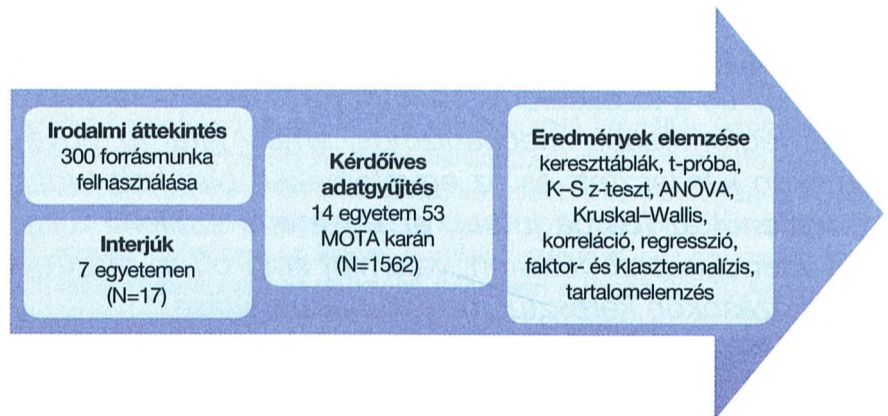 Irodalmi áttekintés
300 forrásmunka
felhasználása
Interjúk
7 egyetemen
(N=17)
Kérdőíves
adatgyűjtés
14 egyetem 53
MOTA karán
(N=1562)
Eredmények elemzése
kereszttáblák, t-próba,
K–S z-teszt, ANOVA,
Kruskal–Wallis,
korreláció, regresszió,
faktor- és klaszteranalízis,
tartalomelemzés